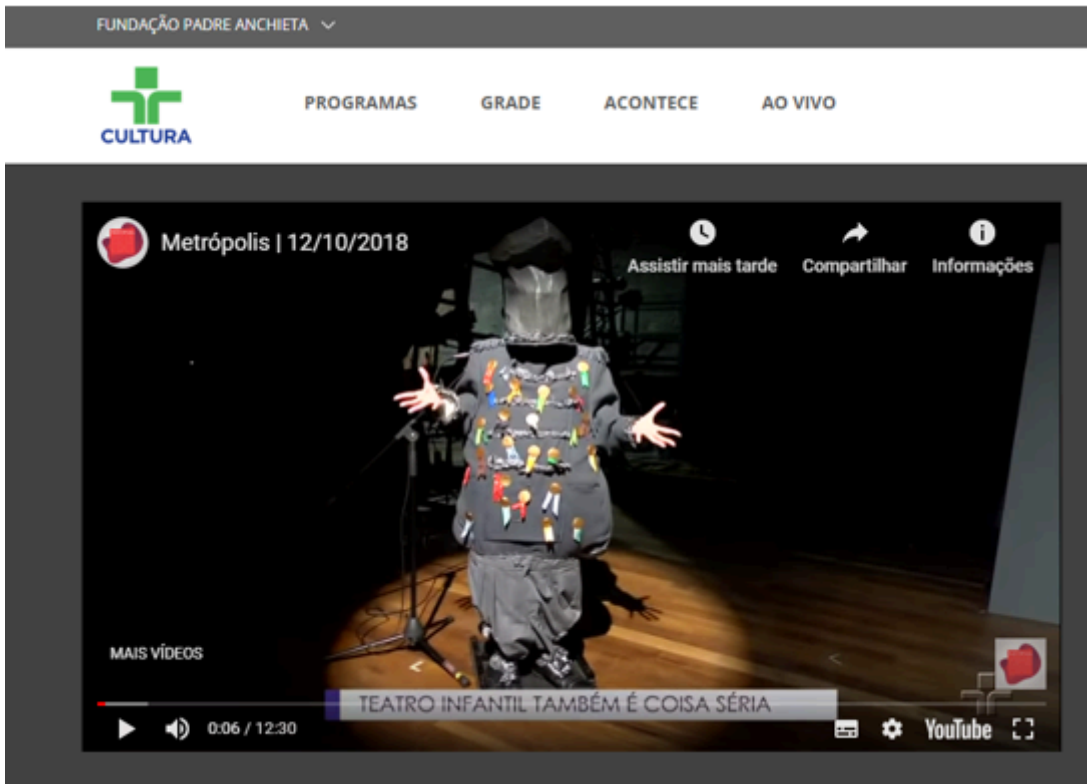 FUNDAÇÃO PADRE ANCHIETA
CULTURA
PROGRAMAS GRADE ACONTECE AO VIVO
Metrópolis | 12/10/2018
Assistir mais tarde Compartilhar Informações
MAIS VÍDEOS
TEATRO INFANTIL TAMBÉM É COISA SÉRIA
0:06 / 12:30
YouTube